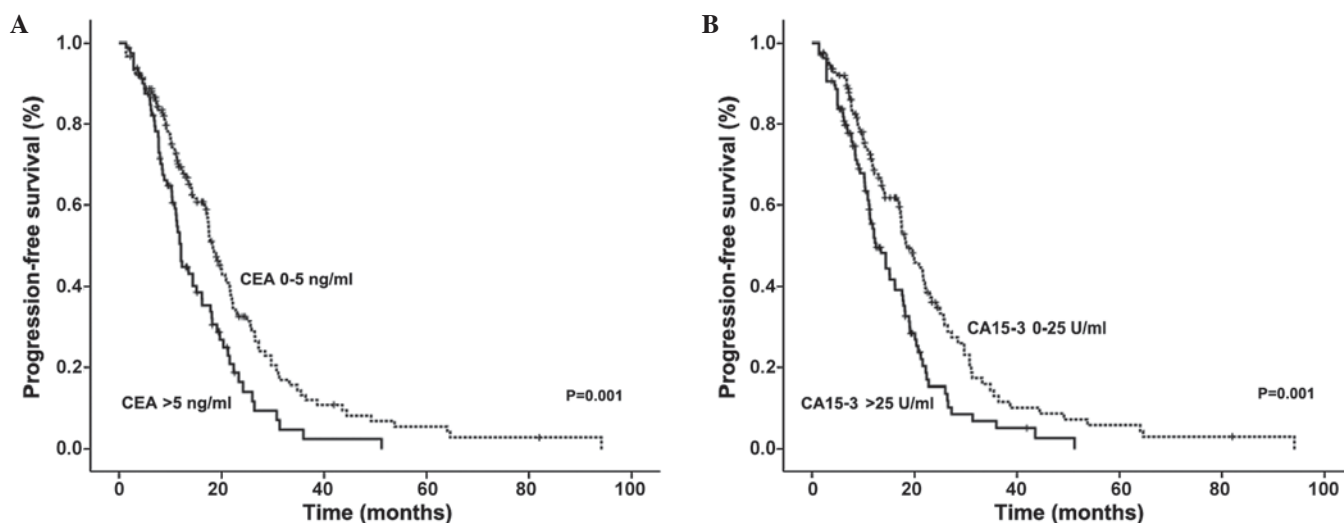 A
Progression-free survival (%)
1.0
0.8
0.6
0.4
0.2
0.0
CEA 0-5 ng/ml
CEA >5 ng/ml
P=0.001
0 20 40 60 80 100
Time (months)
B
Progression-free survival (%)
1.0
0.8
0.6
0.4
0.2
0.0
CA15-3 0-25 U/ml
CA15-3 >25 U/ml
P=0.001
0 20 40 60 80 100
Time (months)